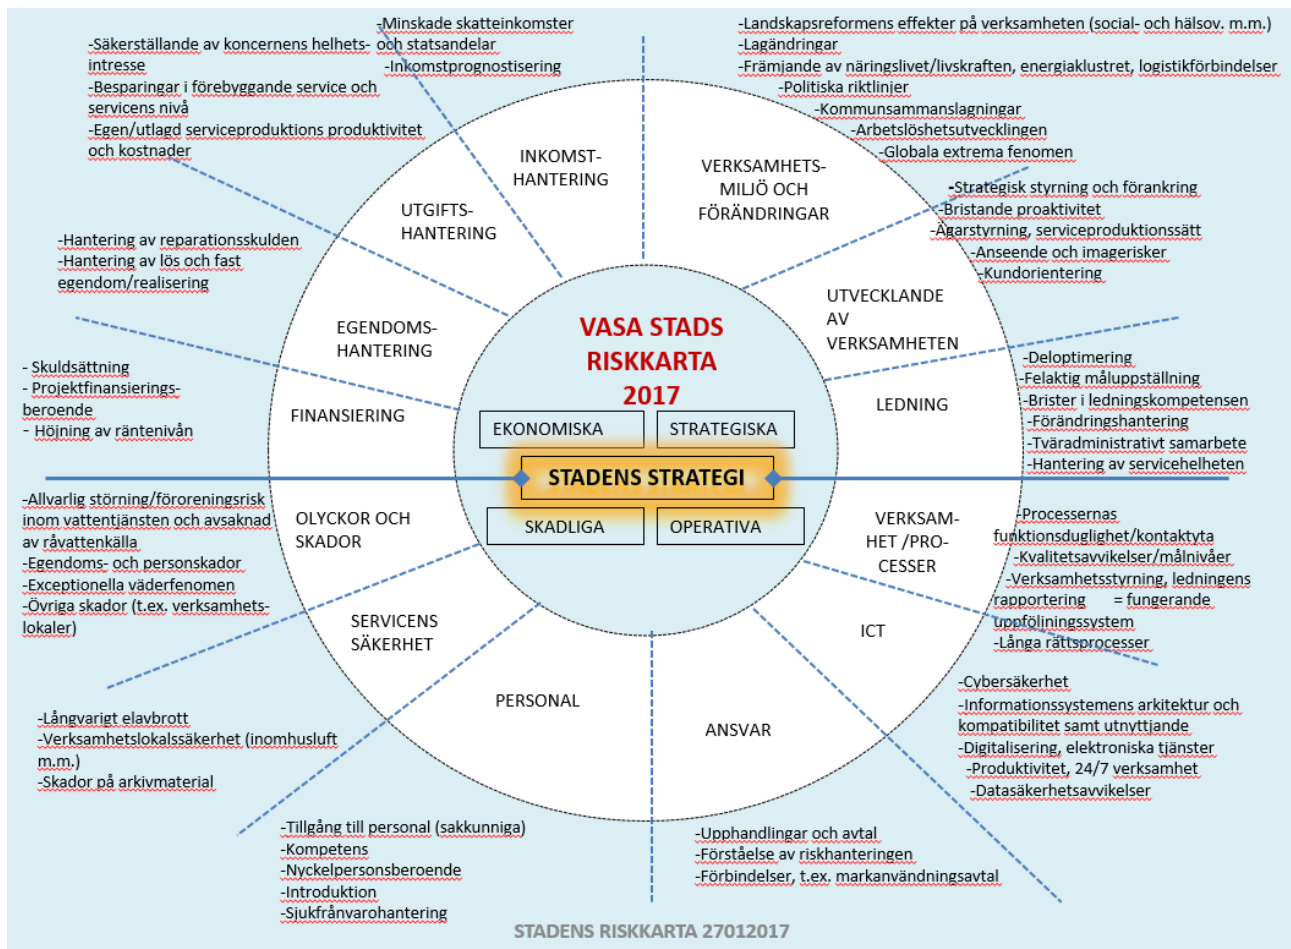 -Minskade skatteinkomster
och statsandelar
-Inkomstprognostisering
-Landskapsreformens effekter på verksamheten (social- och hälsov. m.m.)
-Lagändringar
-Främjande av näringslivet/livskraften, energiaklustret, logistikförbindelser
-Politiska riktlinjer
-Kommunsammanslagningar
-Arbetslöshetsutvecklingen
-Globala extrema fenomen
-Säkerställande av koncernens helhets-
intresse
-Besparingar i förebyggande service och
servicens nivå
-Egen/utlagd serviceproduktions produktivitet
och kostnader
INKOMST-
HANTERING
VERKSAMHETS-
MILJÖ OCH
FÖRÄNDRINGAR
-Strategisk styrning och förankring
-Bristande proaktivitet
-Ägarstyrning, serviceproduktionssätt
-Anseende och imagerisker
-Kundorientering
UTGIFTS-
HANTERING
-Hantering av reparationsskulden
-Hantering av lös och fast
egendom/realisering
UTVECKLANDE
AV
VERKSAMHETEN
EGENDOMS-
HANTERING
VASA STADS
RISKKARTA
2017
-Deloptimering
-Felaktig måluppställning
-Brister i ledningskompetensen
-Förändringshantering
-Tväradministrativt samarbete
-Hantering av servicehelheten
- Skuldsättning
- Projektfinansierings-
beroende
- Höjning av räntenivån
FINANSIERING
LEDNING
EKONOMISKA
STRATEGISKA
STADENS STRATEGI
SKADLIGA
OPERATIVA
-Allvarlig störning/föroreningsrisk
inom vattentjänsten och avsaknad
av råvattenkälla
-Egendoms- och personskador
-Exceptionella väderfenomen
-Övriga skador (t.ex. verksamhets-
lokaler)
OLYCKOR OCH
SKADOR
VERKSAM-
HET /PRO-
CESSER
-Processernas
funktionsduglighet/kontaktyta
-Kvalitetsavvikelser/målnivåer
-Verksamhetsstyrning, ledningens
rapportering = fungerande
uppföliningssystem
-Långa rättsprocesser
SERVICENS
SÄKERHET
ICT
PERSONAL
ANSVAR
-Cybersäkerhet
-Informationssystemens arkitektur och
kompatibilitet samt utnyttjande
-Digitalisering, elektroniska tjänster
-Produktivitet, 24/7 verksamhet
-Datasäkerhetsavvikelser
-Långvarigt elavbrott
-Verksamhetslokalssäkerhet (inomhusluft
m.m.)
-Skador på arkivmaterial
-Tillgång till personal (sakkunniga)
-Kompetens
-Nyckelpersonsberoende
-Introduktion
-Sjukfrånvarohantering
-Upphandlingar och avtal
-Förståelse av riskhanteringen
-Förbindelser, t.ex. markanvändningsavtal
STADENS RISKKARTA 27012017